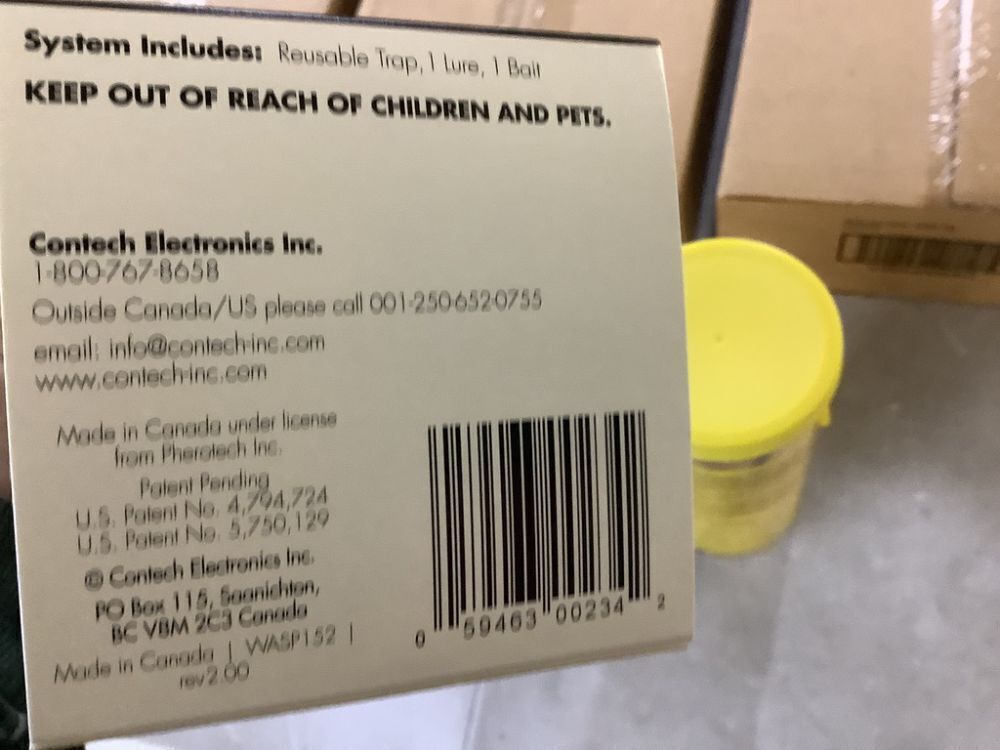 System Includes: Reusable Trap, 1 Lure, 1 Bait
KEEP OUT OF REACH OF CHILDREN AND PETS.
Contech Electronics Inc.
1-800-767-8658
Outside Canada/US please call 001-250-652-0755
email: info@contech-inc.com
www.contech-inc.com
Made in Canada under license
from Pherotech Inc.
Patent Pending
U.S. Patent No. 4,794,724
U.S. Patent No. 5,750,129
© Contech Electronics Inc.
PO Box 115, Saanichton,
BC V8M 2C3 Canada
Made in Canada | WASP152 |
rev2.00
0 59463 00234 2